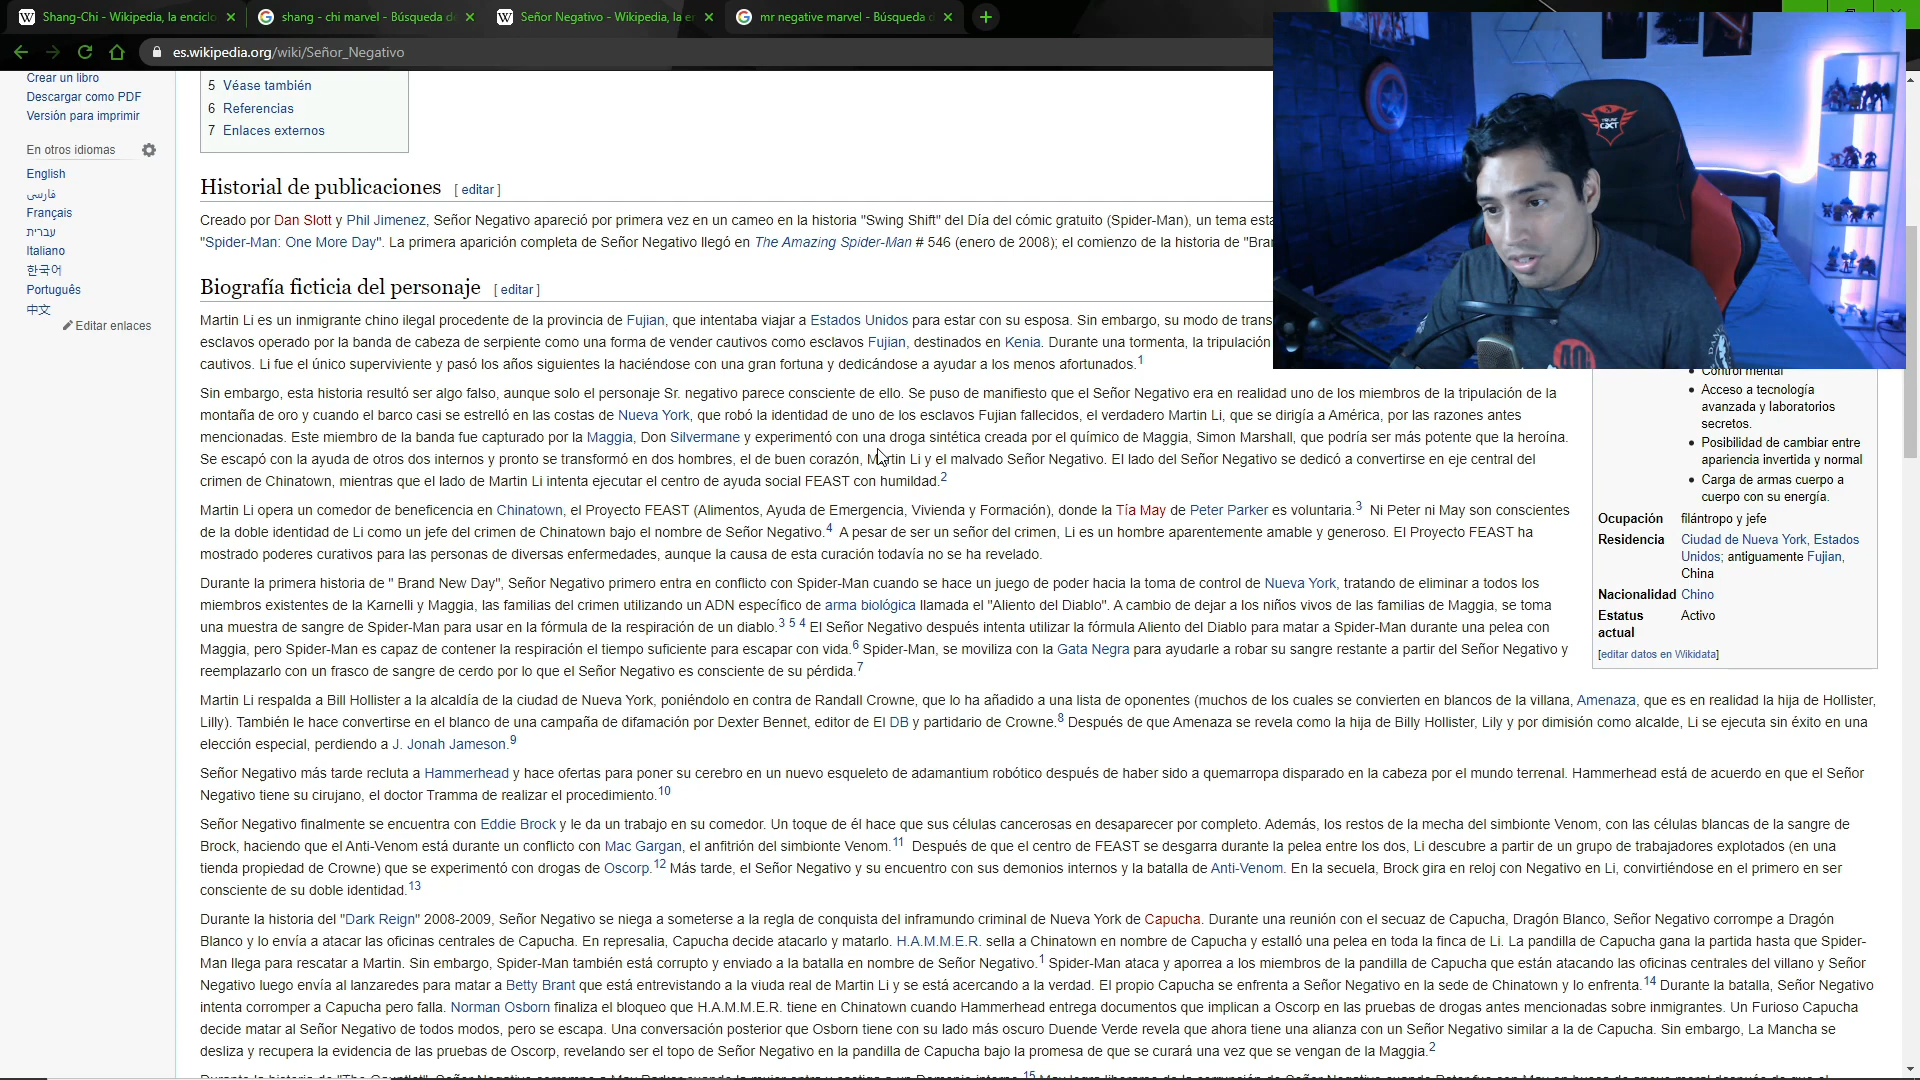 Shang-Chi - Wikipedia, la enciclo
shang - chi marvel - Búsqueda de
Señor Negativo - Wikipedia, la en
mr negative marvel - Búsqueda d
es.wikipedia.org/wiki/Señor_Negativo
Crear un libro
Descargar como PDF
Versión para imprimir
En otros idiomas
English
فارسی
Français
עברית
Italiano
한국어
Português
中文
Editar enlaces
5 Véase también
6 Referencias
7 Enlaces externos
Historial de publicaciones [ editar ]
Creado por Dan Slott y Phil Jimenez, Señor Negativo apareció por primera vez en un cameo en la historia "Swing Shift" del Día del cómic gratuito (Spider-Man), un tema
"Spider-Man: One More Day". La primera aparición completa de Señor Negativo llegó en The Amazing Spider-Man # 546 (enero de 2008); el comienzo de la historia de
Biografía ficticia del personaje [ editar ]
Martin Li es un inmigrante chino ilegal procedente de la provincia de Fujian, que intentaba viajar a Estados Unidos para estar con su esposa. Sin embargo, su modo de
esclavos operado por la banda de cabeza de serpiente como una forma de vender cautivos como esclavos Fujian, destinados en Kenia. Durante una tormenta, la tripulación
cautivos. Li fue el único superviviente y pasó los años siguientes la haciéndose con una gran fortuna y dedicándose a ayudar a los menos afortunados.1
Sin embargo, esta historia resultó ser algo falso, aunque solo el personaje Sr. negativo parece consciente de ello. Se puso de manifiesto que el Señor Negativo era en realidad uno de los miembros de la tripulación de la
montaña de oro y cuando el barco casi se estrelló en las costas de Nueva York, que robó la identidad de uno de los esclavos Fujian fallecidos, el verdadero Martin Li, que se dirigía a América, por las razones antes
mencionadas. Este miembro de la banda fue capturado por la Maggia, Don Silvermane y experimentó con una droga sintética creada por el químico de Maggia, Simon Marshall, que podría ser más potente que la heroína.
Se escapó con la ayuda de otros dos internos y pronto se transformó en dos hombres, el de buen corazón, Martin Li y el malvado Señor Negativo. El lado del Señor Negativo se dedicó a convertirse en eje central del
crimen de Chinatown, mientras que el lado de Martin Li intenta ejecutar el centro de ayuda social FEAST con humildad.2
Martin Li opera un comedor de beneficencia en Chinatown, el Proyecto FEAST (Alimentos, Ayuda de Emergencia, Vivienda y Formación), donde la Tía May de Peter Parker es voluntaria.3 Ni Peter ni May son conscientes
de la doble identidad de Li como un jefe del crimen de Chinatown bajo el nombre de Señor Negativo.4 A pesar de ser un señor del crimen, Li es un hombre aparentemente amable y generoso. El Proyecto FEAST ha
mostrado poderes curativos para las personas de diversas enfermedades, aunque la causa de esta curación todavía no se ha revelado.
Durante la primera historia de " Brand New Day", Señor Negativo primero entra en conflicto con Spider-Man cuando se hace un juego de poder hacia la toma de control de Nueva York, tratando de eliminar a todos los
miembros existentes de la Karnelli y Maggia, las familias del crimen utilizando un ADN específico de arma biológica llamada el "Aliento del Diablo". A cambio de dejar a los niños vivos de las familias de Maggia, se toma
una muestra de sangre de Spider-Man para usar en la fórmula de la respiración de un diablo.3 5 4 El Señor Negativo después intenta utilizar la fórmula Aliento del Diablo para matar a Spider-Man durante una pelea con
Maggia, pero Spider-Man es capaz de contener la respiración el tiempo suficiente para escapar con vida.6 Spider-Man, se moviliza con la Gata Negra para ayudarle a robar su sangre restante a partir del Señor Negativo y
reemplazarlo con un frasco de sangre de cerdo por lo que el Señor Negativo es consciente de su pérdida.7
Martin Li respalda a Bill Hollister a la alcaldía de la ciudad de Nueva York, poniéndolo en contra de Randall Crowne, que lo ha añadido a una lista de oponentes (muchos de los cuales se convierten en blancos de la villana, Amenaza, que es en realidad la hija de Hollister,
Lilly). También le hace convertirse en el blanco de una campaña de difamación por Dexter Bennet, editor de El DB y partidario de Crowne.8 Después de que Amenaza se revela como la hija de Billy Hollister, Lily y por dimisión como alcalde, Li se ejecuta sin éxito en una
elección especial, perdiendo a J. Jonah Jameson.9
Señor Negativo más tarde recluta a Hammerhead y hace ofertas para poner su cerebro en un nuevo esqueleto de adamantium robótico después de haber sido a quemarropa disparado en la cabeza por el mundo terrenal. Hammerhead está de acuerdo en que el Señor
Negativo tiene su cirujano, el doctor Tramma de realizar el procedimiento.10
Señor Negativo finalmente se encuentra con Eddie Brock y le da un trabajo en su comedor. Un toque de él hace que sus células cancerosas en desaparecer por completo. Además, los restos de la mecha del simbionte Venom, con las células blancas de la sangre de
Brock, haciendo que el Anti-Venom está durante un conflicto con Mac Gargan, el anfitrión del simbionte Venom.11 Después de que el centro de FEAST se desgarra durante la pelea entre los dos, Li descubre a partir de un grupo de trabajadores explotados (en una
tienda propiedad de Crowne) que se experimentó con drogas de Oscorp.12 Más tarde, el Señor Negativo y su encuentro con sus demonios internos y la batalla de Anti-Venom. En la secuela, Brock gira en reloj con Negativo en Li, convirtiéndose en el primero en ser
consciente de su doble identidad.13
Durante la historia del "Dark Reign" 2008-2009, Señor Negativo se niega a someterse a la regla de conquista del inframundo criminal de Nueva York de Capucha. Durante una reunión con el secuaz de Capucha, Dragón Blanco, Señor Negativo corrompe a Dragón
Blanco y lo envía a atacar las oficinas centrales de Capucha. En represalia, Capucha decide atacarlo y matarlo. H.A.M.M.E.R. sella a Chinatown en nombre de Capucha y estalló una pelea en toda la finca de Li. La pandilla de Capucha gana la partida hasta que Spider-
Man llega para rescatar a Martin. Sin embargo, Spider-Man también está corrupto y enviado a la batalla en nombre de Señor Negativo.1 Spider-Man ataca y aporrea a los miembros de la pandilla de Capucha que están atacando las oficinas centrales del villano y Señor
Negativo luego envía al lanzaredes para matar a Betty Brant que está entrevistando a la viuda real de Martin Li y se está acercando a la verdad. El propio Capucha se enfrenta a Señor Negativo en la sede de Chinatown y lo enfrenta.14 Durante la batalla, Señor Negativo
intenta corromper a Capucha pero falla. Norman Osborn finaliza el bloqueo que H.A.M.M.E.R. tiene en Chinatown cuando Hammerhead entrega documentos que implican a Oscorp en las pruebas de drogas antes mencionadas sobre inmigrantes. Un Furioso Capucha
decide matar al Señor Negativo de todos modos, pero se escapa. Una conversación posterior que Osborn tiene con su lado más oscuro Duende Verde revela que ahora tiene una alianza con un Señor Negativo similar a la de Capucha. Sin embargo, La Mancha se
desliza y recupera la evidencia de las pruebas de Oscorp, revelando ser el topo de Señor Negativo en la pandilla de Capucha bajo la promesa de que se curará una vez que se vengan de la Maggia.2
Control mental
Acceso a tecnología
avanzada y laboratorios
secretos.
Posibilidad de cambiar entre
apariencia invertida y normal
Carga de armas cuerpo a
cuerpo con su energía.
Ocupación filántropo y jefe
Residencia Ciudad de Nueva York, Estados
Unidos; antiguamente Fujian,
China
Nacionalidad Chino
Estatus Activo
actual
[editar datos en Wikidata]